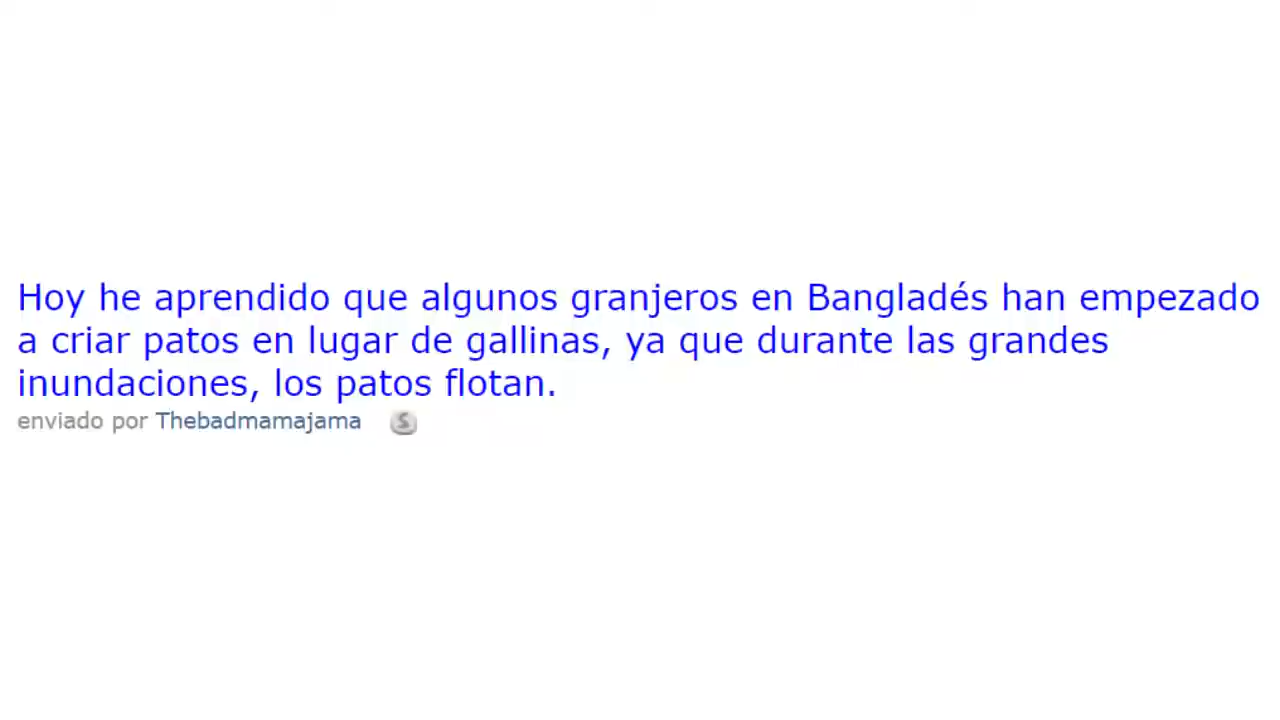 Hoy he aprendido que algunos granjeros en Bangladés han empezado
a criar patos en lugar de gallinas, ya que durante las grandes
inundaciones, los patos flotan.
enviado por Thebadmamajama S